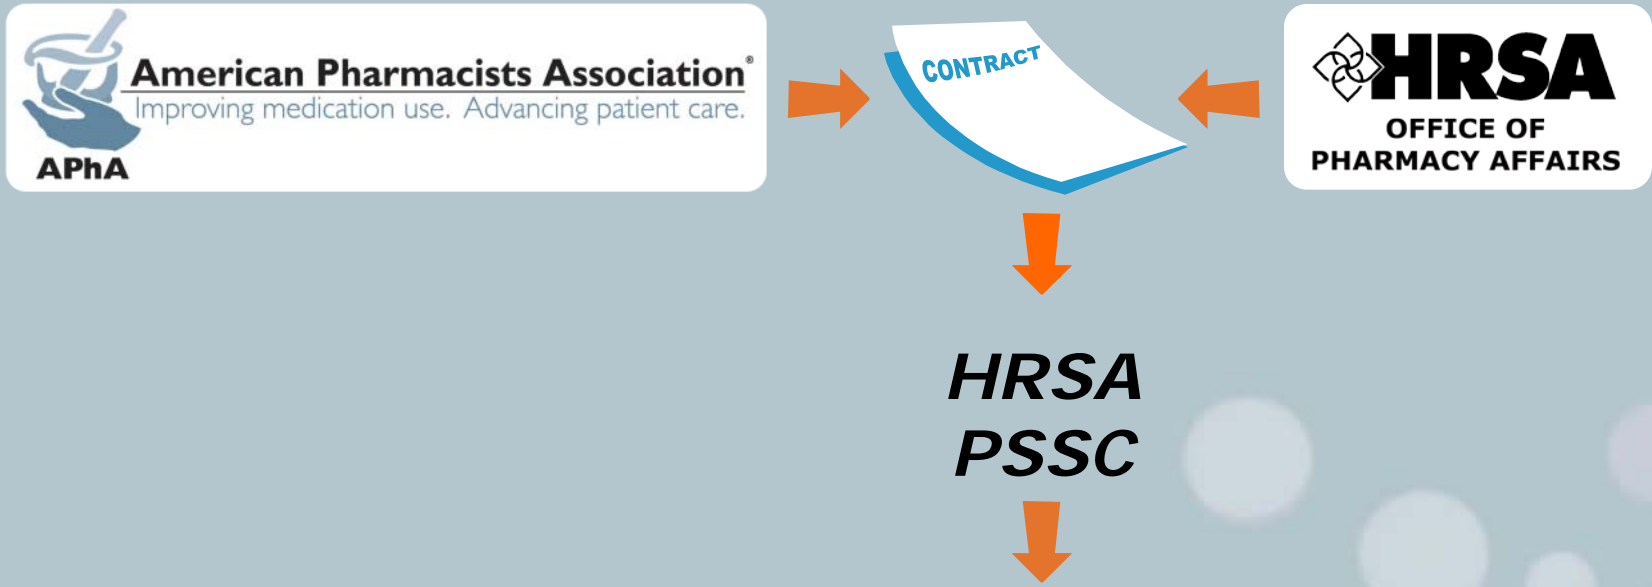 American Pharmacists Association®
Improving medication use. Advancing patient care.
APhA
CONTRACT
HRSA
OFFICE OF
PHARMACY AFFAIRS
HRSA
PSSC